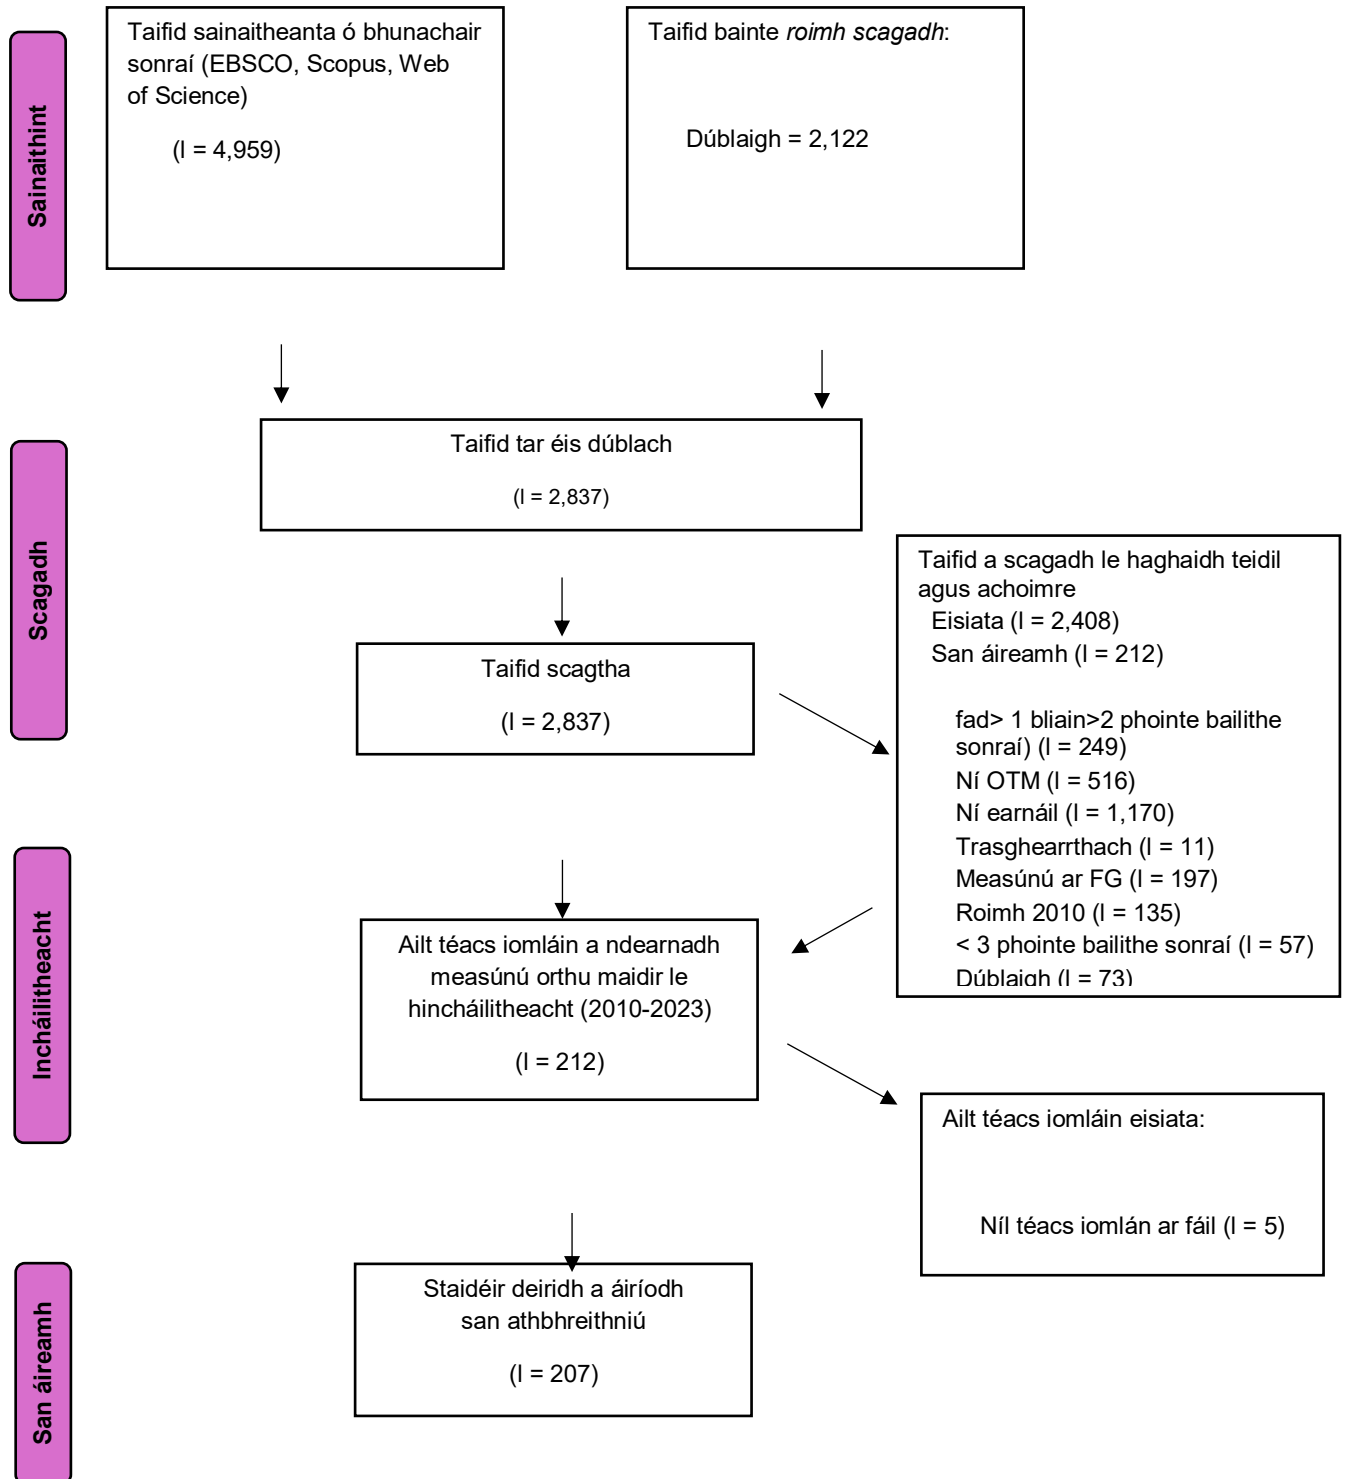 Sainaithint
Taifid sainaitheanta ó bhunachair
sonraí (EBSCO, Scopus, Web
of Science)
(l = 4,959)
Taifid bainte roimh scagadh:
Dúblaigh = 2,122
Scagadh
Taifid tar éis dúblach
(l = 2,837)
Taifid scagtha
(l = 2,837)
Taifid a scagadh le haghaidh teidil
agus achoimre
Eisiata (l = 2,408)
San áireamh (l = 212)
fad> 1 bliain>2 phointe bailithe
sonraí) (l = 249)
Ní OTM (l = 516)
Ní earnáil (l = 1,170)
Trasghearrthach (l = 11)
Measúnú ar FG (l = 197)
Roimh 2010 (l = 135)
< 3 phointe bailithe sonraí (l = 57)
Dúblaigh (l = 73)
Incháilitheacht
Ailt téacs iomláin a ndearnadh
measúnú orthu maidir le
hincháilitheacht (2010-2023)
(l = 212)
Ailt téacs iomláin eisiata:
Níl téacs iomlán ar fáil (l = 5)
San áireamh
Staidéir deiridh a áiríodh
san athbhreithniú
(l = 207)